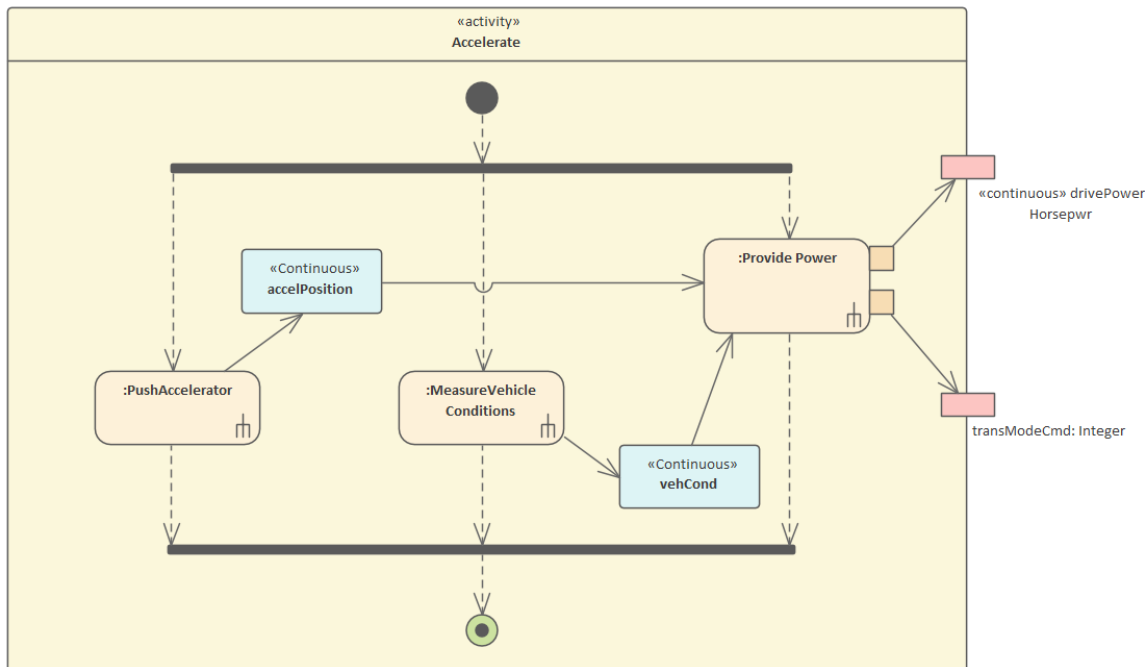 «activity»
Accelerate
«continuous» drivePower
Horsepwr
:Provide Power
«Continuous»
accelPosition
:PushAccelerator
:MeasureVehicle
Conditions
transModeCmd: Integer
«Continuous»
vehCond